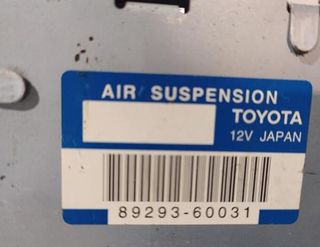 AIR SUSPENSION
TOYOTA
12V JAPAN
89293-60031